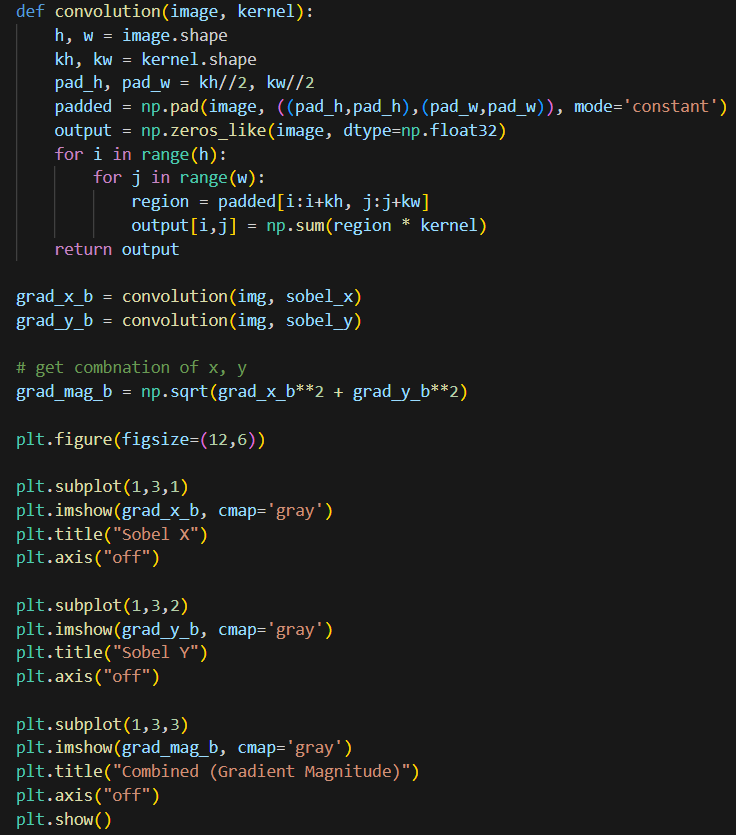 def convolution(image, kernel):
    h, w = image.shape
    kh, kw = kernel.shape
    pad_h, pad_w = kh//2, kw//2
    padded = np.pad(image, ((pad_h,pad_h),(pad_w,pad_w)), mode='constant')
    output = np.zeros_like(image, dtype=np.float32)
    for i in range(h):
        for j in range(w):
            region = padded[i:i+kh, j:j+kw]
            output[i,j] = np.sum(region * kernel)
    return output

grad_x_b = convolution(img, sobel_x)
grad_y_b = convolution(img, sobel_y)

# get combnation of x, y
grad_mag_b = np.sqrt(grad_x_b**2 + grad_y_b**2)

plt.figure(figsize=(12,6))

plt.subplot(1,3,1)
plt.imshow(grad_x_b, cmap='gray')
plt.title("Sobel X")
plt.axis("off")

plt.subplot(1,3,2)
plt.imshow(grad_y_b, cmap='gray')
plt.title("Sobel Y")
plt.axis("off")

plt.subplot(1,3,3)
plt.imshow(grad_mag_b, cmap='gray')
plt.title("Combined (Gradient Magnitude)")
plt.axis("off")
plt.show()